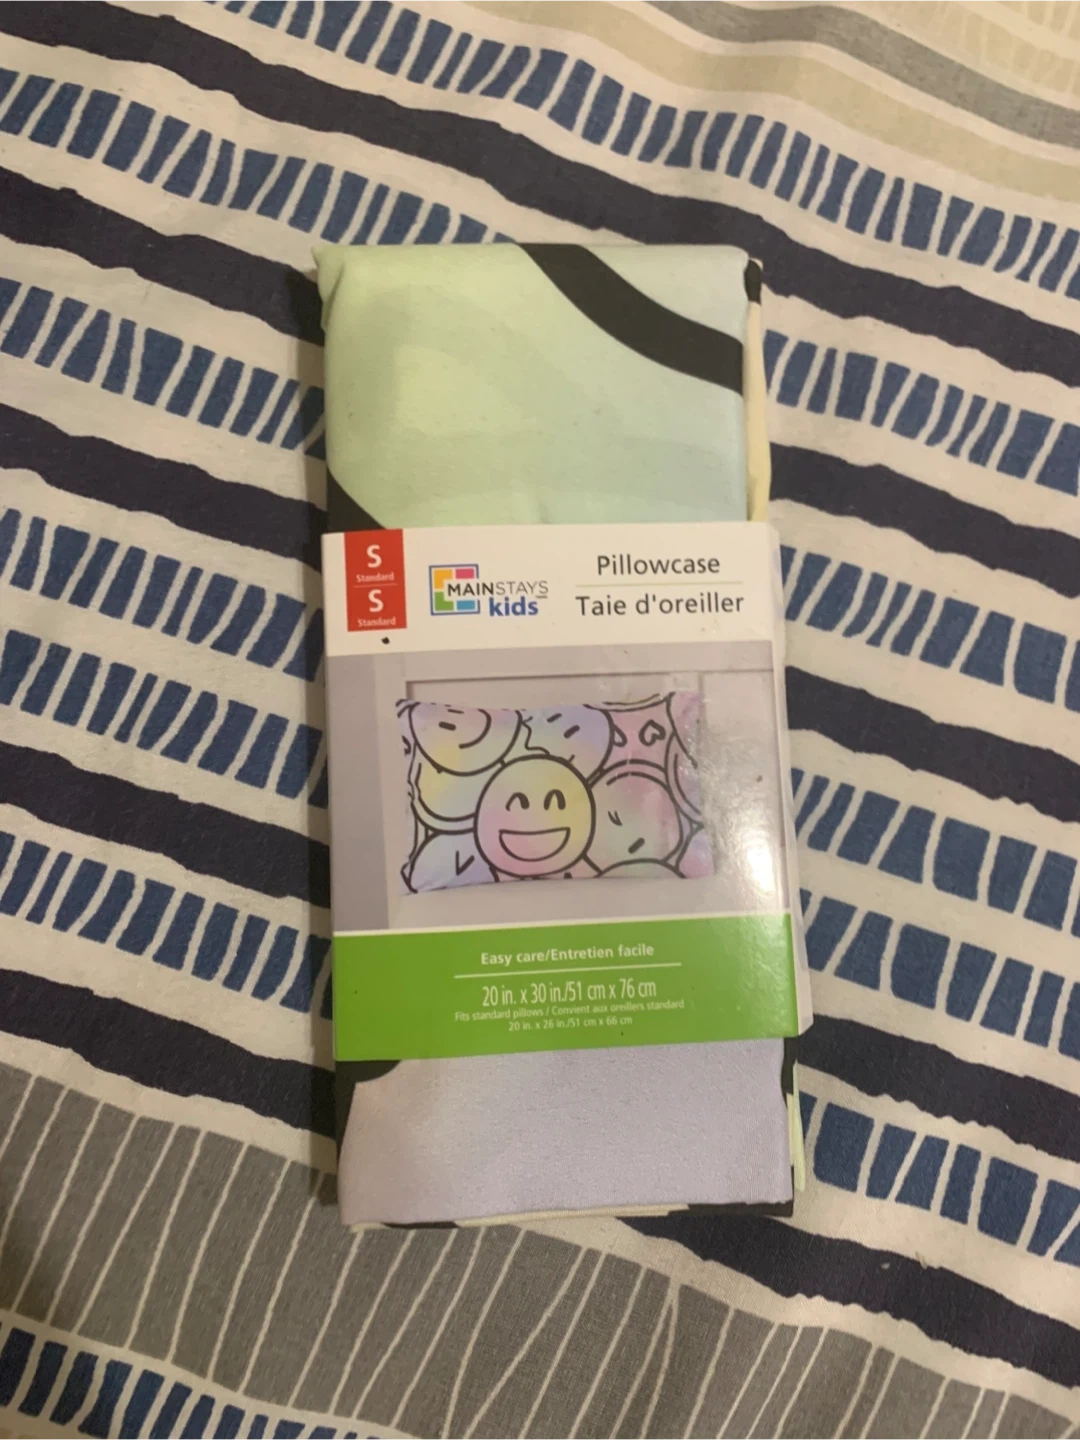 S
Standard
S
Standard
MAINSTAYS
kids
Pillowcase
Taie d'oreiller
Easy care/Entretien facile
20 in. x 30 in./51 cm x 76 cm
Fits standard pillows / Convient aux oreillers standard
20 in. x 26 in./51 cm x 66 cm